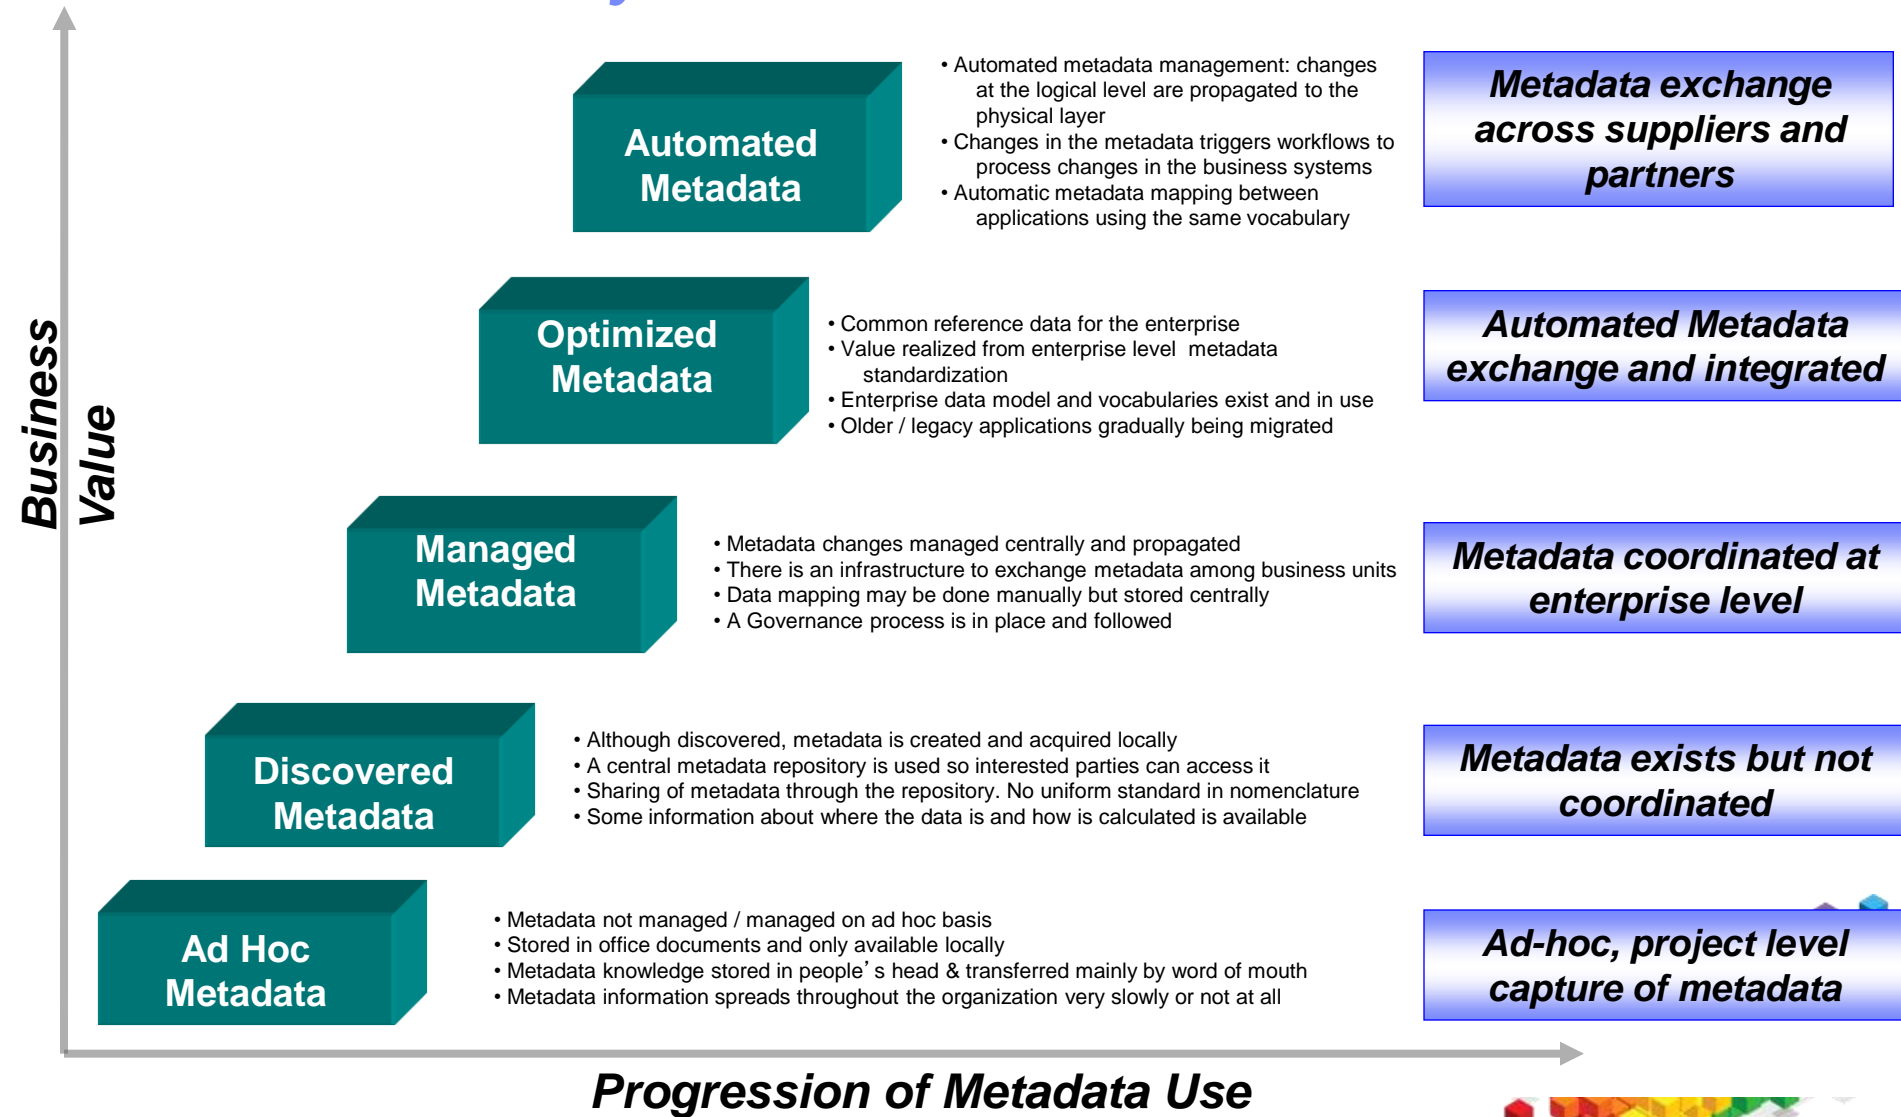 Automated
Metadata
• Automated metadata management: changes
at the logical level are propagated to the
physical layer
• Changes in the metadata triggers workflows to
process changes in the business systems
• Automatic metadata mapping between
applications using the same vocabulary
Metadata exchange
across suppliers and
partners
Optimized
Metadata
• Common reference data for the enterprise
• Value realized from enterprise level metadata
standardization
• Enterprise data model and vocabularies exist and in use
• Older / legacy applications gradually being migrated
Automated Metadata
exchange and integrated
Business
Value
Managed
Metadata
• Metadata changes managed centrally and propagated
• There is an infrastructure to exchange metadata among business units
• Data mapping may be done manually but stored centrally
• A Governance process is in place and followed
Metadata coordinated at
enterprise level
Discovered
Metadata
• Although discovered, metadata is created and acquired locally
• A central metadata repository is used so interested parties can access it
• Sharing of metadata through the repository. No uniform standard in nomenclature
• Some information about where the data is and how is calculated is available
Metadata exists but not
coordinated
Ad Hoc
Metadata
• Metadata not managed / managed on ad hoc basis
• Stored in office documents and only available locally
• Metadata knowledge stored in people’s head & transferred mainly by word of mouth
• Metadata information spreads throughout the organization very slowly or not at all
Ad-hoc, project level
capture of metadata
Progression of Metadata Use